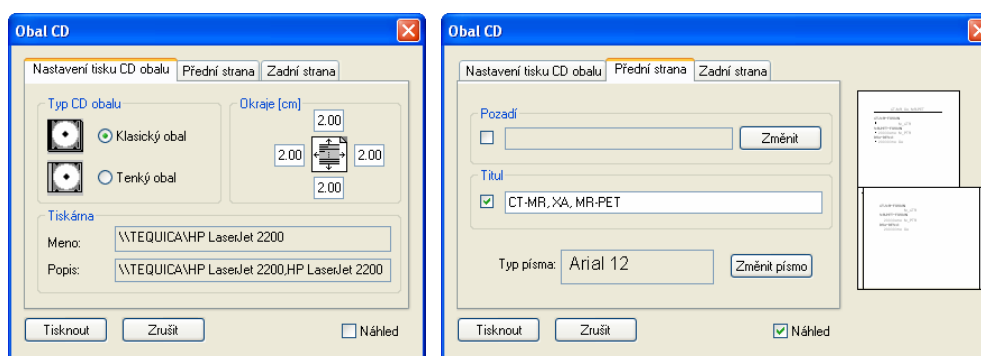 Obal CD
Nastavení tisku CD obalu Přední strana Zadní strana
Typ CD obalu
Klasický obal
Tenký obal
Okraje [cm]
2.00
2.00 2.00
2.00
Tiskárna
Meno: \\TEQUICA\HP LaserJet 2200
Popis: \\TEQUICA\HP LaserJet 2200,HP LaserJet 2200
Tisknout Zrušit Náhled
Obal CD
Nastavení tisku CD obalu Přední strana Zadní strana
Pozadí
Změnit
Titul
CT-MR, XA, MR-PET
Typ písma: Arial 12 Změnit písmo
Tisknout Zrušit Náhled